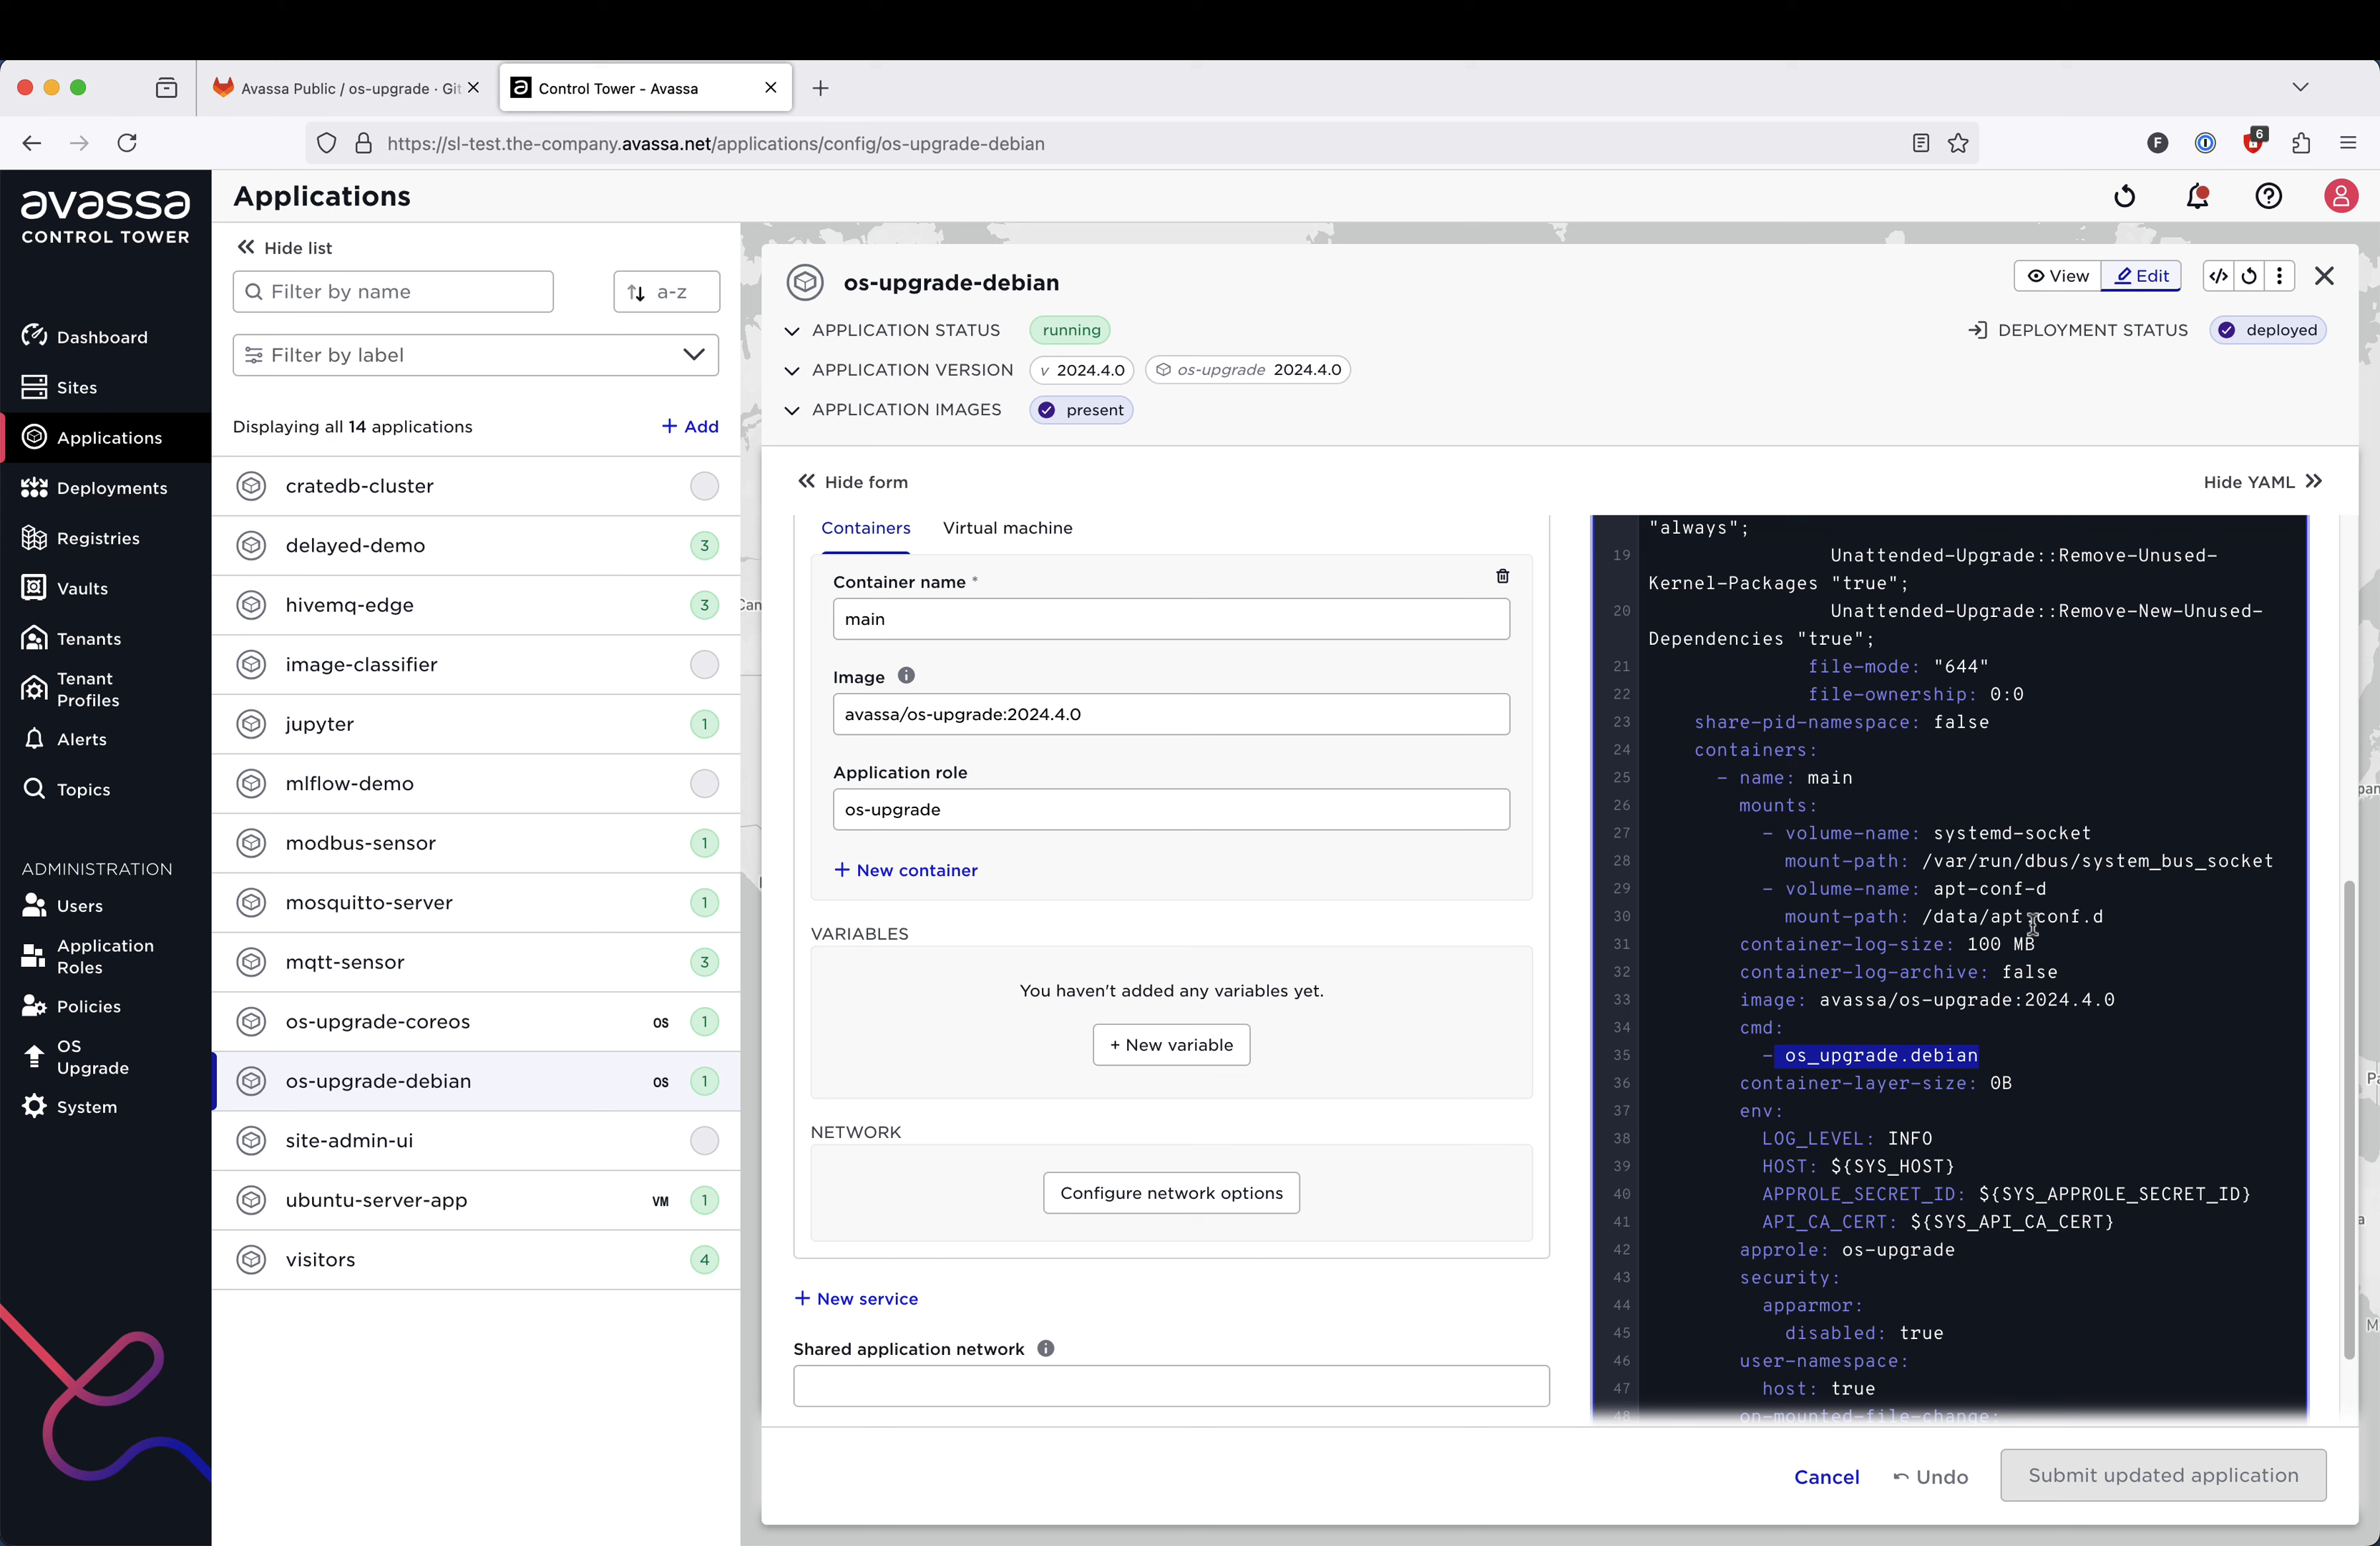 Avassa Public / os-upgrade · Git
Control Tower - Avassa
https://sl-test.the-company.avassa.net/applications/config/os-upgrade-debian
F
6
avassa
CONTROL TOWER
Dashboard
Sites
Applications
Deployments
Registries
Vaults
Tenants
Tenant
Profiles
Alerts
Topics
ADMINISTRATION
Users
Application
Roles
Policies
OS
Upgrade
System
Applications
Hide list
Filter by name
a-z
Filter by label
Displaying all 14 applications
+ Add
cratedb-cluster
delayed-demo 3
hivemq-edge 3
image-classifier
jupyter 1
mlflow-demo
modbus-sensor 1
mosquitto-server 1
mqtt-sensor 3
os-upgrade-coreos OS 1
os-upgrade-debian OS 1
site-admin-ui
ubuntu-server-app VM 1
visitors 4
os-upgrade-debian
View
Edit
APPLICATION STATUS running
DEPLOYMENT STATUS deployed
APPLICATION VERSION v 2024.4.0 os-upgrade 2024.4.0
APPLICATION IMAGES present
Hide form
Hide YAML
Containers
Virtual machine
Container name *
main
Image
avassa/os-upgrade:2024.4.0
Application role
os-upgrade
+ New container
VARIABLES
You haven't added any variables yet.
+ New variable
NETWORK
Configure network options
+ New service
Shared application network
"always";
19 Unattended-Upgrade::Remove-Unused-
Kernel-Packages "true";
20 Unattended-Upgrade::Remove-New-Unused-
Dependencies "true";
21 file-mode: "644"
22 file-ownership: 0:0
23 share-pid-namespace: false
24 containers:
25 - name: main
26 mounts:
27 - volume-name: systemd-socket
28 mount-path: /var/run/dbus/system_bus_socket
29 - volume-name: apt-conf-d
30 mount-path: /data/apt.conf.d
31 container-log-size: 100 MB
32 container-log-archive: false
33 image: avassa/os-upgrade:2024.4.0
34 cmd:
35 - os_upgrade.debian
36 container-layer-size: 0B
37 env:
38 LOG_LEVEL: INFO
39 HOST: ${SYS_HOST}
40 APPROLE_SECRET_ID: ${SYS_APPROLE_SECRET_ID}
41 API_CA_CERT: ${SYS_API_CA_CERT}
42 approle: os-upgrade
43 security:
44 apparmor:
45 disabled: true
46 user-namespace:
47 host: true
48 on-mounted-file-change:
Cancel
Undo
Submit updated application